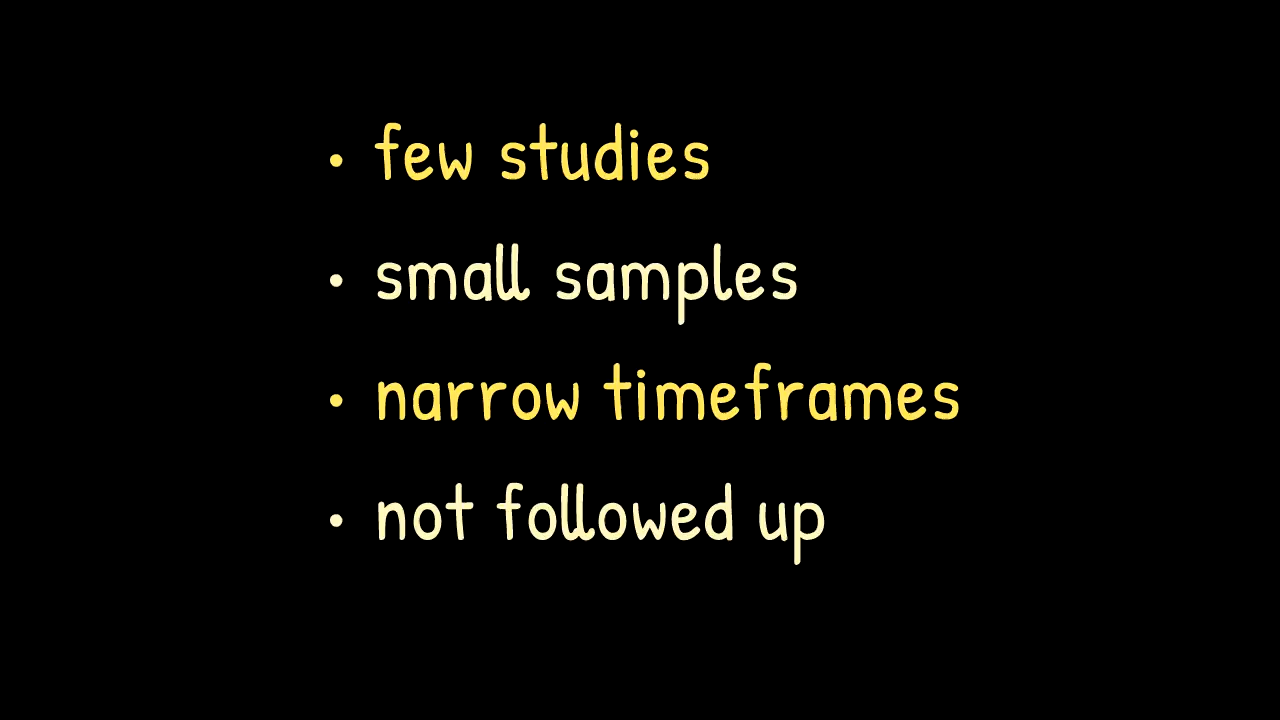 • few studies
• small samples
• narrow timeframes
• not followed up